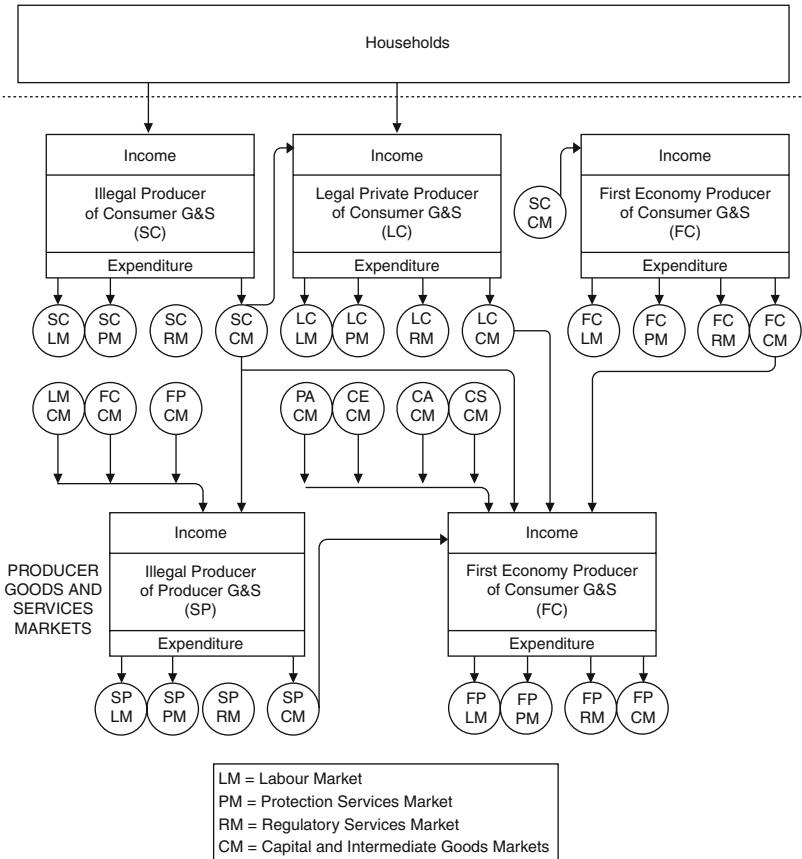 Households
Income
Illegal Producer
of Consumer G&S
(SC)
Expenditure
Income
Legal Private Producer
of Consumer G&S
(LC)
Expenditure
SC
CM
Income
First Economy Producer
of Consumer G&S
(FC)
Expenditure
SC
LM
SC
PM
SC
RM
SC
CM
LC
LM
LC
PM
LC
RM
LC
CM
FC
LM
FC
PM
FC
RM
FC
CM
LM
CM
FC
CM
FP
CM
PA
CM
CE
CM
CA
CM
CS
CM
PRODUCER
GOODS AND
SERVICES
MARKETS
Income
Illegal Producer
of Producer G&S
(SP)
Expenditure
Income
First Economy Producer
of Consumer G&S
(FC)
Expenditure
SP
LM
SP
PM
SP
RM
SP
CM
FP
LM
FP
PM
FP
RM
FP
CM
LM = Labour Market
PM = Protection Services Market
RM = Regulatory Services Market
CM = Capital and Intermediate Goods Markets